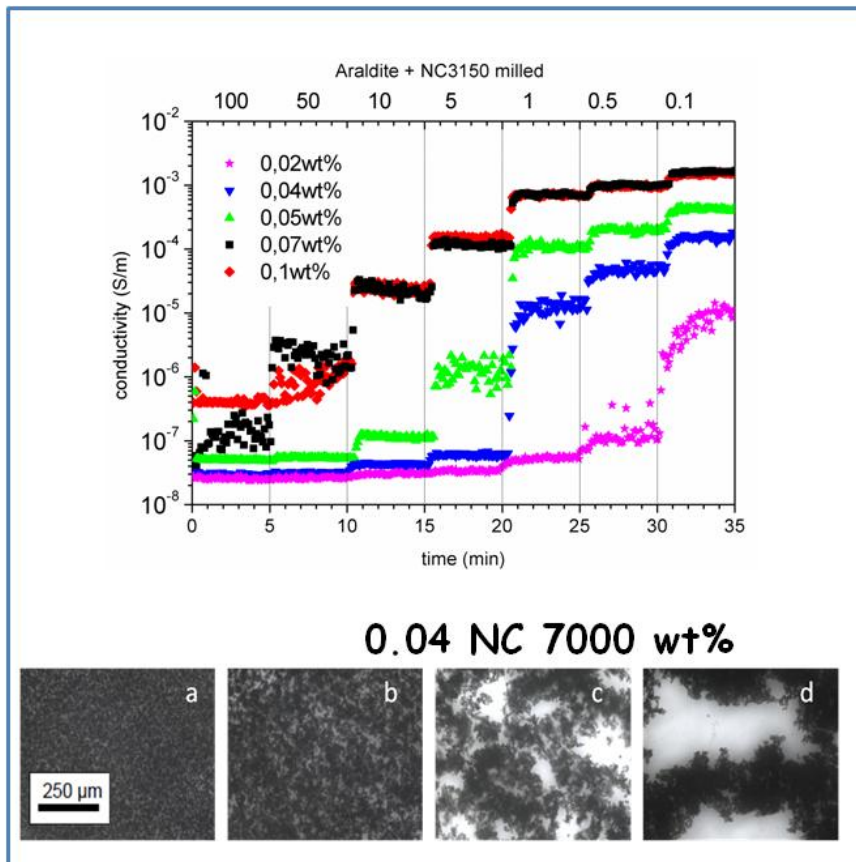 Araldite + NC3150 milled
100 50 10 5 1 0.5 0.1
10-2
0,02wt%
0,04wt%
0,05wt%
0,07wt%
0,1wt%
10-3
10-4
10-5
10-6
10-7
10-8
conductivity (S/m)
0 5 10 15 20 25 30 35
time (min)
0.04 NC 7000 wt%
a b c d
250 µm